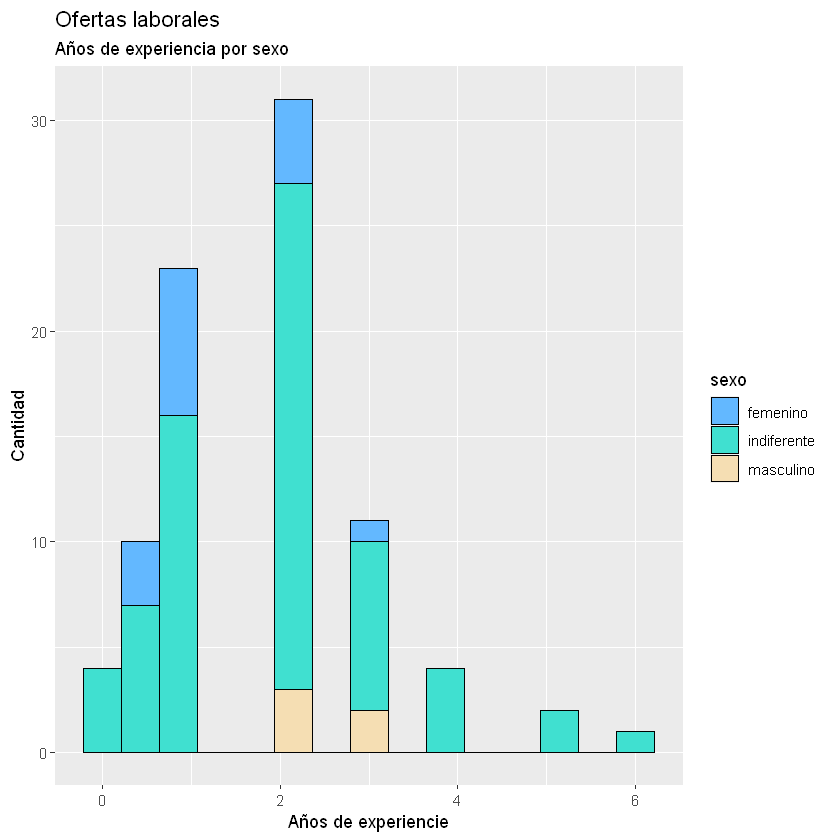 Ofertas laborales
Años de experiencia por sexo
30
20
10
0
Cantidad
0 2 4 6
Años de experiencie
sexo
femenino
indiferente
masculino